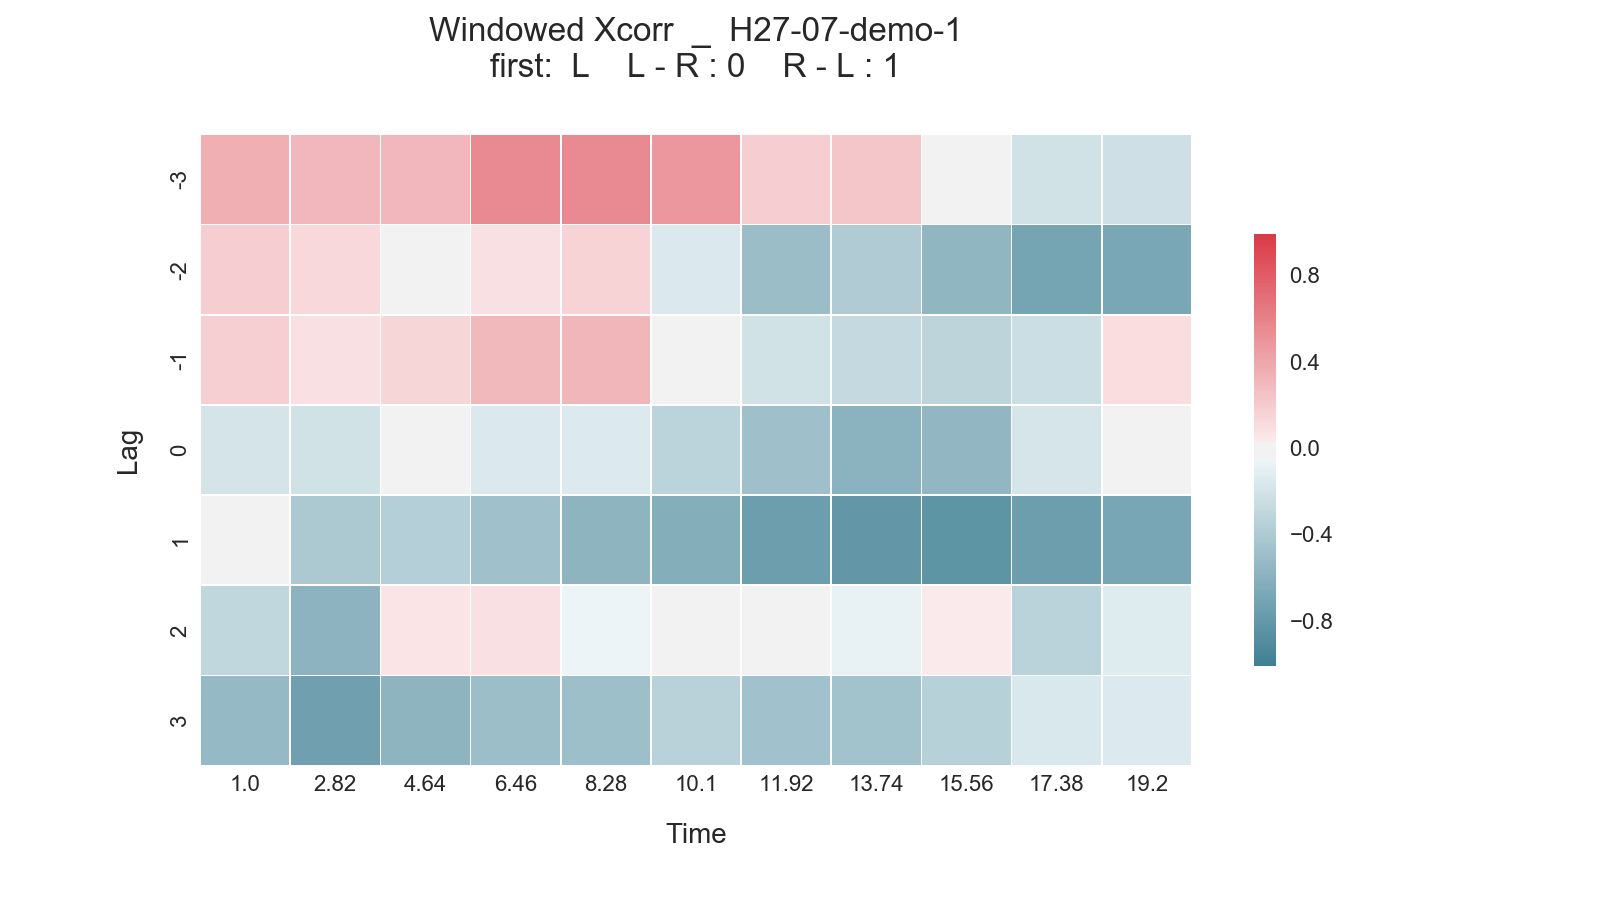 Windowed Xcorr _ H27-07-demo-1
first: L L - R : 0 R - L : 1
-3
-2
-1
0
1
2
3
Lag
1.0 2.82 4.64 6.46 8.28 10.1 11.92 13.74 15.56 17.38 19.2
Time
0.8
0.4
0.0
−0.4
−0.8